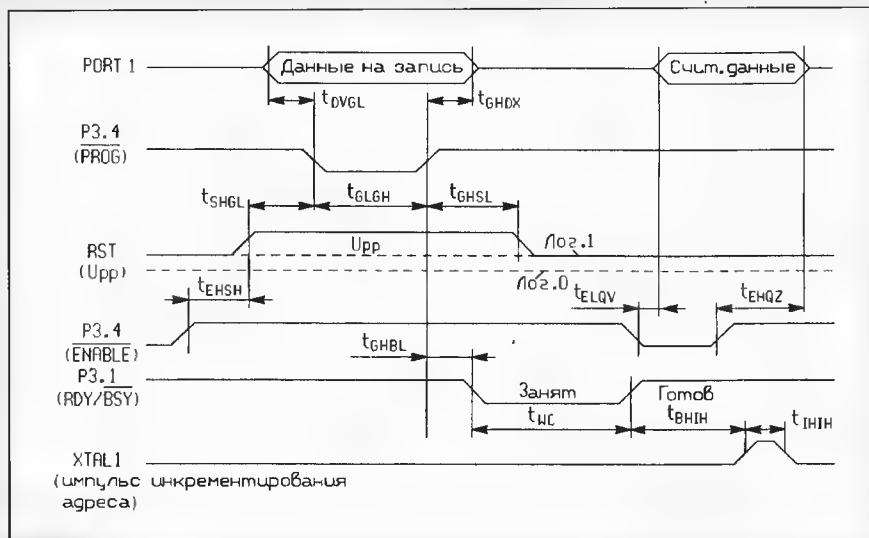 PORT 1
Данные на запись
Счит.данные
tDVGL
tGHDX
P3.4
(PROG)
tSHGL
tGLGH
tGHSL
RST
(Upp)
Upp
Лог.1
Лог.0
tEHSH
tELQV
tEHQZ
P3.4
(ENABLE)
tGHBL
P3.1
(RDY/BSY)
Занят
Готов
tWC
tBHIH
tIHIH
XTAL1
(импульс инкрементирования
адреса)